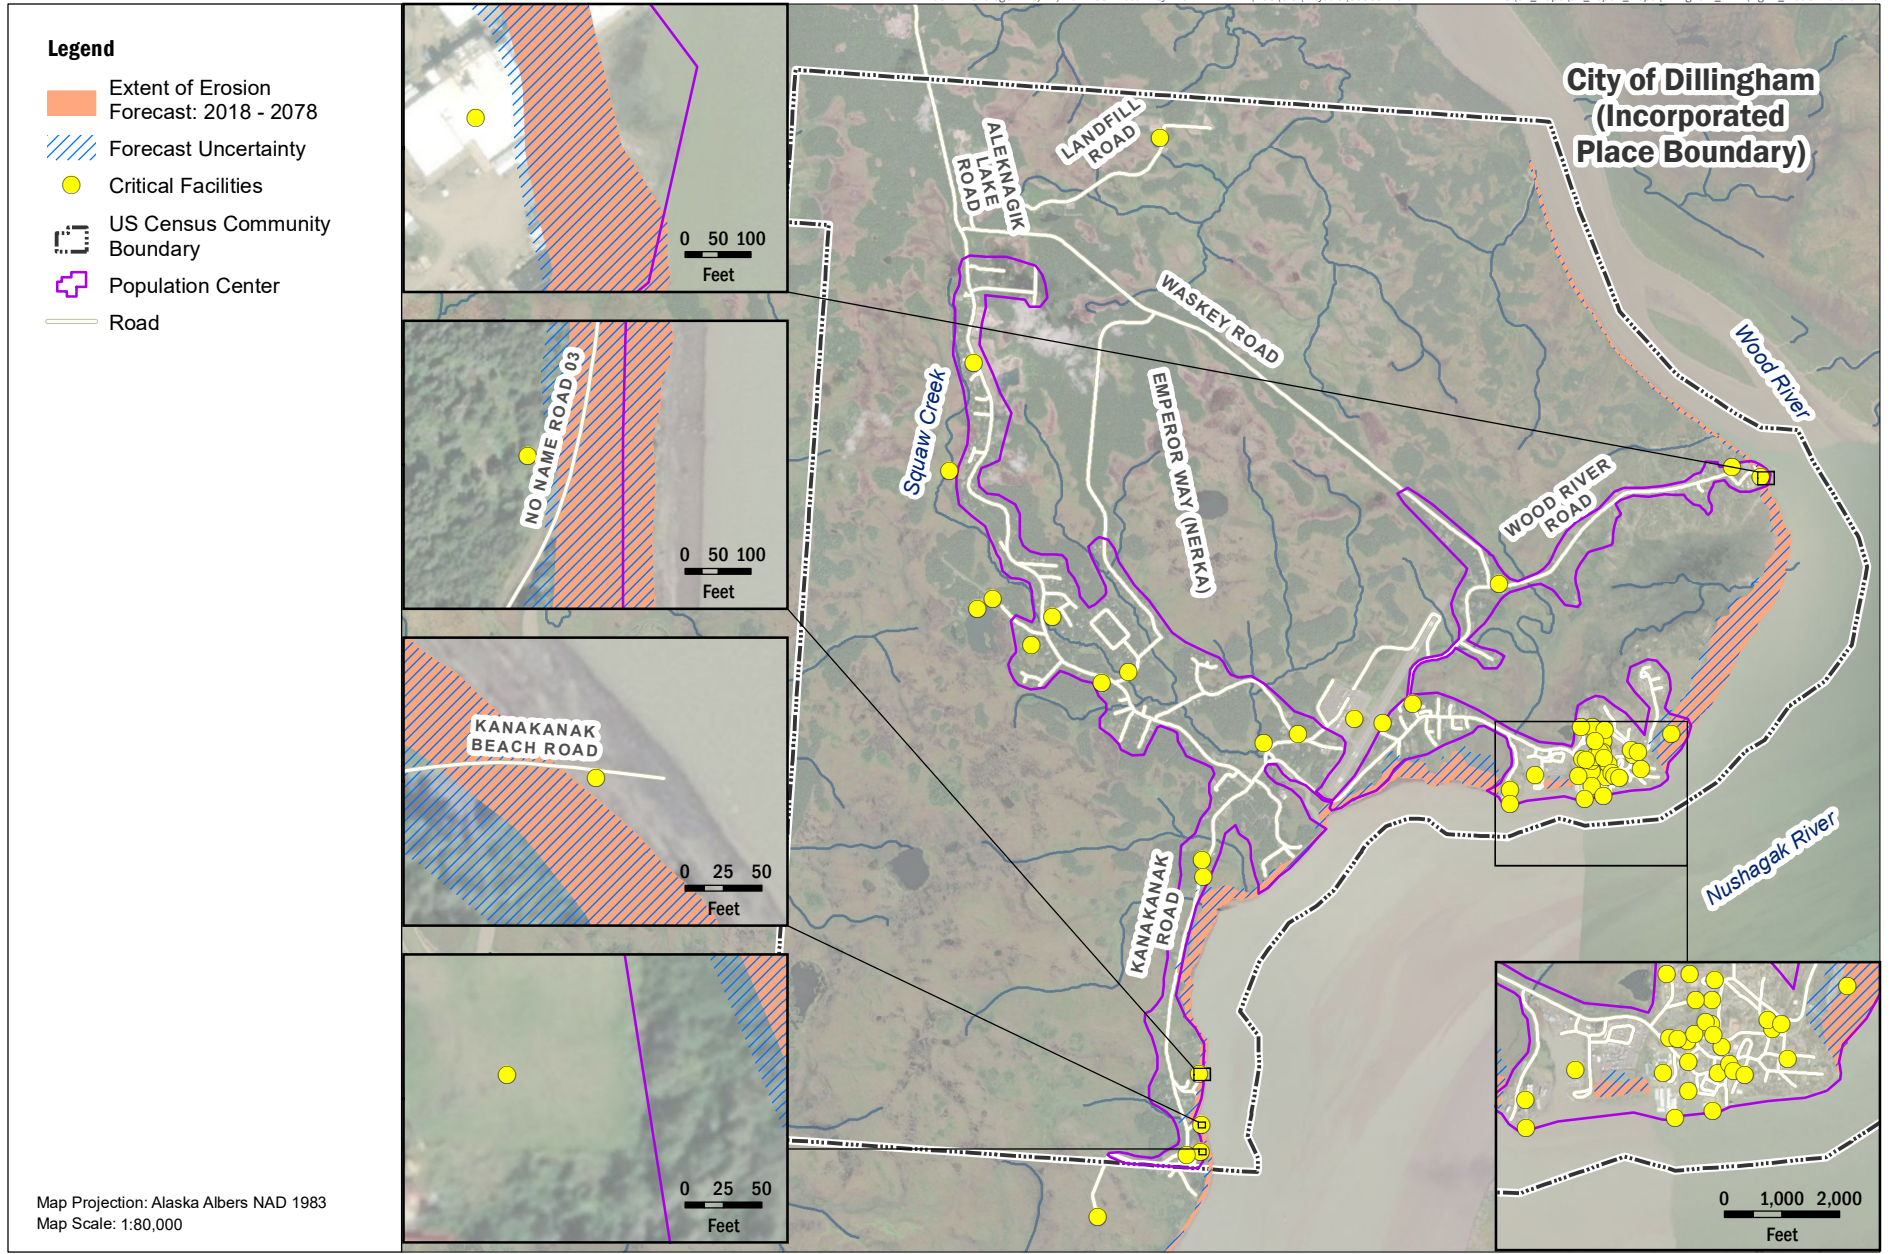 Legend
Extent of Erosion
Forecast: 2018 - 2078
Forecast Uncertainty
Critical Facilities
US Census Community
Boundary
Population Center
Road
Map Projection: Alaska Albers NAD 1983
Map Scale: 1:80,000
0 50 100
Feet
NO NAME ROAD 03
0 50 100
Feet
KANAKANAK
BEACH ROAD
0 25 50
Feet
0 25 50
Feet
City of Dillingham
(Incorporated
Place Boundary)
ALEKNAGIK
LAKE
ROAD
LANDFILL
ROAD
WASKEY ROAD
Wood River
Squaw Creek
EMPEROR WAY (NERKA)
WOOD RIVER
ROAD
KANAKANAK
ROAD
Nushagak River
0 1,000 2,000
Feet